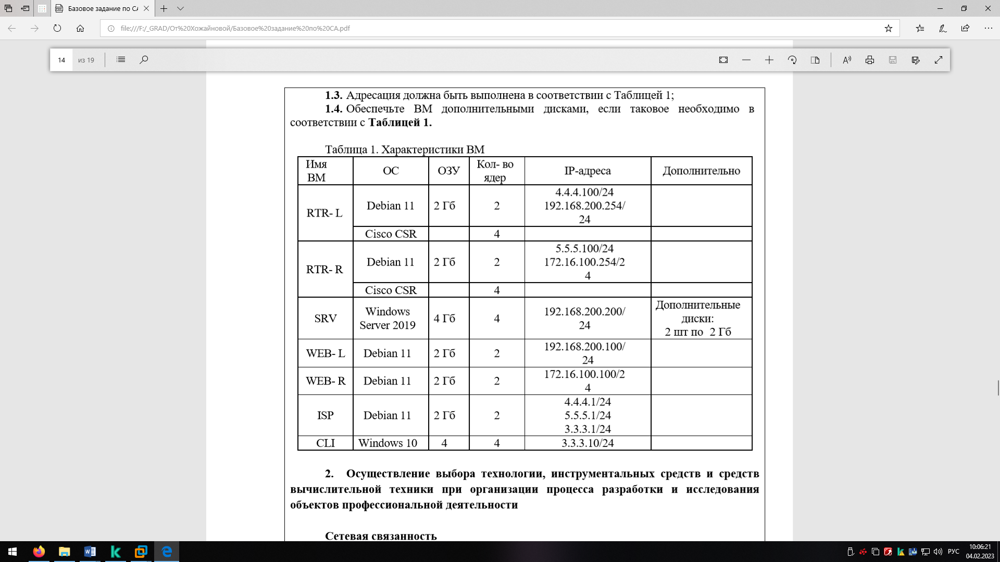 Базовое задание по СА
file:///F:/_GRAD/От%20Хожайновой/Базовое%20задание%20по%20СА.pdf
14 из 19
1.3. Адресация должна быть выполнена в соответствии с Таблицей 1;
1.4. Обеспечьте ВМ дополнительными дисками, если таковое необходимо в
соответствии с Таблицей 1.
Таблица 1. Характеристики ВМ
Имя ВМ ОС ОЗУ Кол- во ядер IP-адреса Дополнительно
RTR- L Debian 11 2 Гб 2 4.4.4.100/24
192.168.200.254/
24
Cisco CSR 4
RTR- R Debian 11 2 Гб 2 5.5.5.100/24
172.16.100.254/2
4
Cisco CSR 4
SRV Windows Server 2019 4 Гб 4 192.168.200.200/
24
Дополнительные
диски:
2 шт по 2 Гб
WEB- L Debian 11 2 Гб 2 192.168.200.100/
24
WEB- R Debian 11 2 Гб 2 172.16.100.100/2
4
ISP Debian 11 2 Гб 2 4.4.4.1/24
5.5.5.1/24
3.3.3.1/24
CLI Windows 10 4 4 3.3.3.10/24
2. Осуществление выбора технологии, инструментальных средств и средств
вычислительной техники при организации процесса разработки и исследования
объектов профессиональной деятельности
Сетевая связанность
РУС
10:06:21
04.02.2023